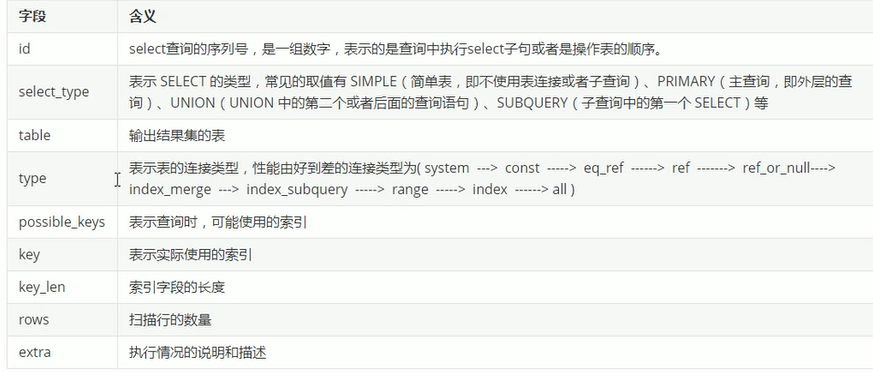 字段 含义
id select查询的序列号，是一组数字，表示的是查询中执行select子句或者是操作表的顺序。
select_type 表示 SELECT 的类型，常见的取值有 SIMPLE（简单表，即不使用表连接或者子查询）、PRIMARY（主查询，即外层的查
询）、UNION（UNION 中的第二个或者后面的查询语句）、SUBQUERY（子查询中的第一个 SELECT）等
table 输出结果集的表
type 表示表的连接类型，性能由好到差的连接类型为( system ---> const -----> eq_ref ------> ref -------> ref_or_null---->
index_merge ---> index_subquery -----> range -----> index ------> all )
possible_keys 表示查询时，可能使用的索引
key 表示实际使用的索引
key_len 索引字段的长度
rows 扫描行的数量
extra 执行情况的说明和描述